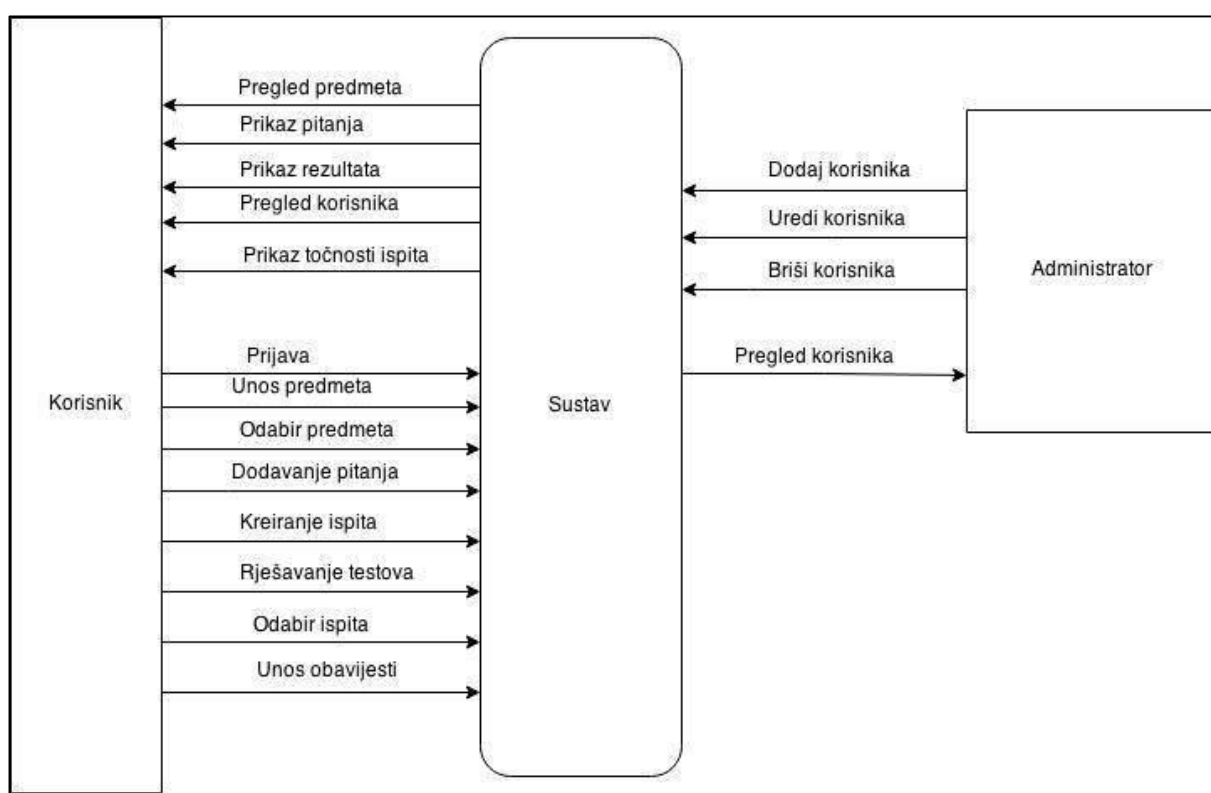 Pregled predmeta
Prikaz pitanja
Prikaz rezultata
Pregled korisnika
Prikaz točnosti ispita
Prijava
Unos predmeta
Odabir predmeta
Dodavanje pitanja
Kreiranje ispita
Rješavanje testova
Odabir ispita
Unos obavijesti
Korisnik
Sustav
Dodaj korisnika
Uredi korisnika
Briši korisnika
Pregled korisnika
Administrator